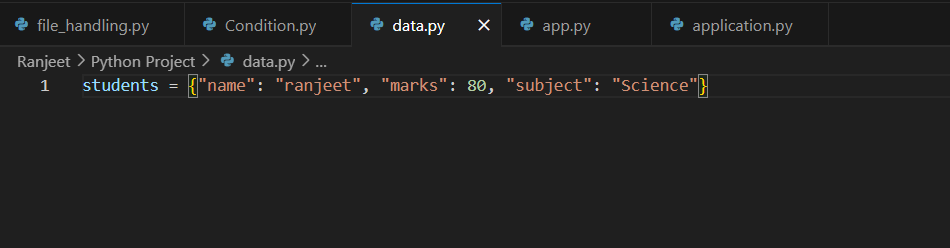 file_handling.py Condition.py data.py × app.py application.py
Ranjeet > Python Project > data.py > ...
1 students = {"name": "ranjeet", "marks": 80, "subject": "Science"}